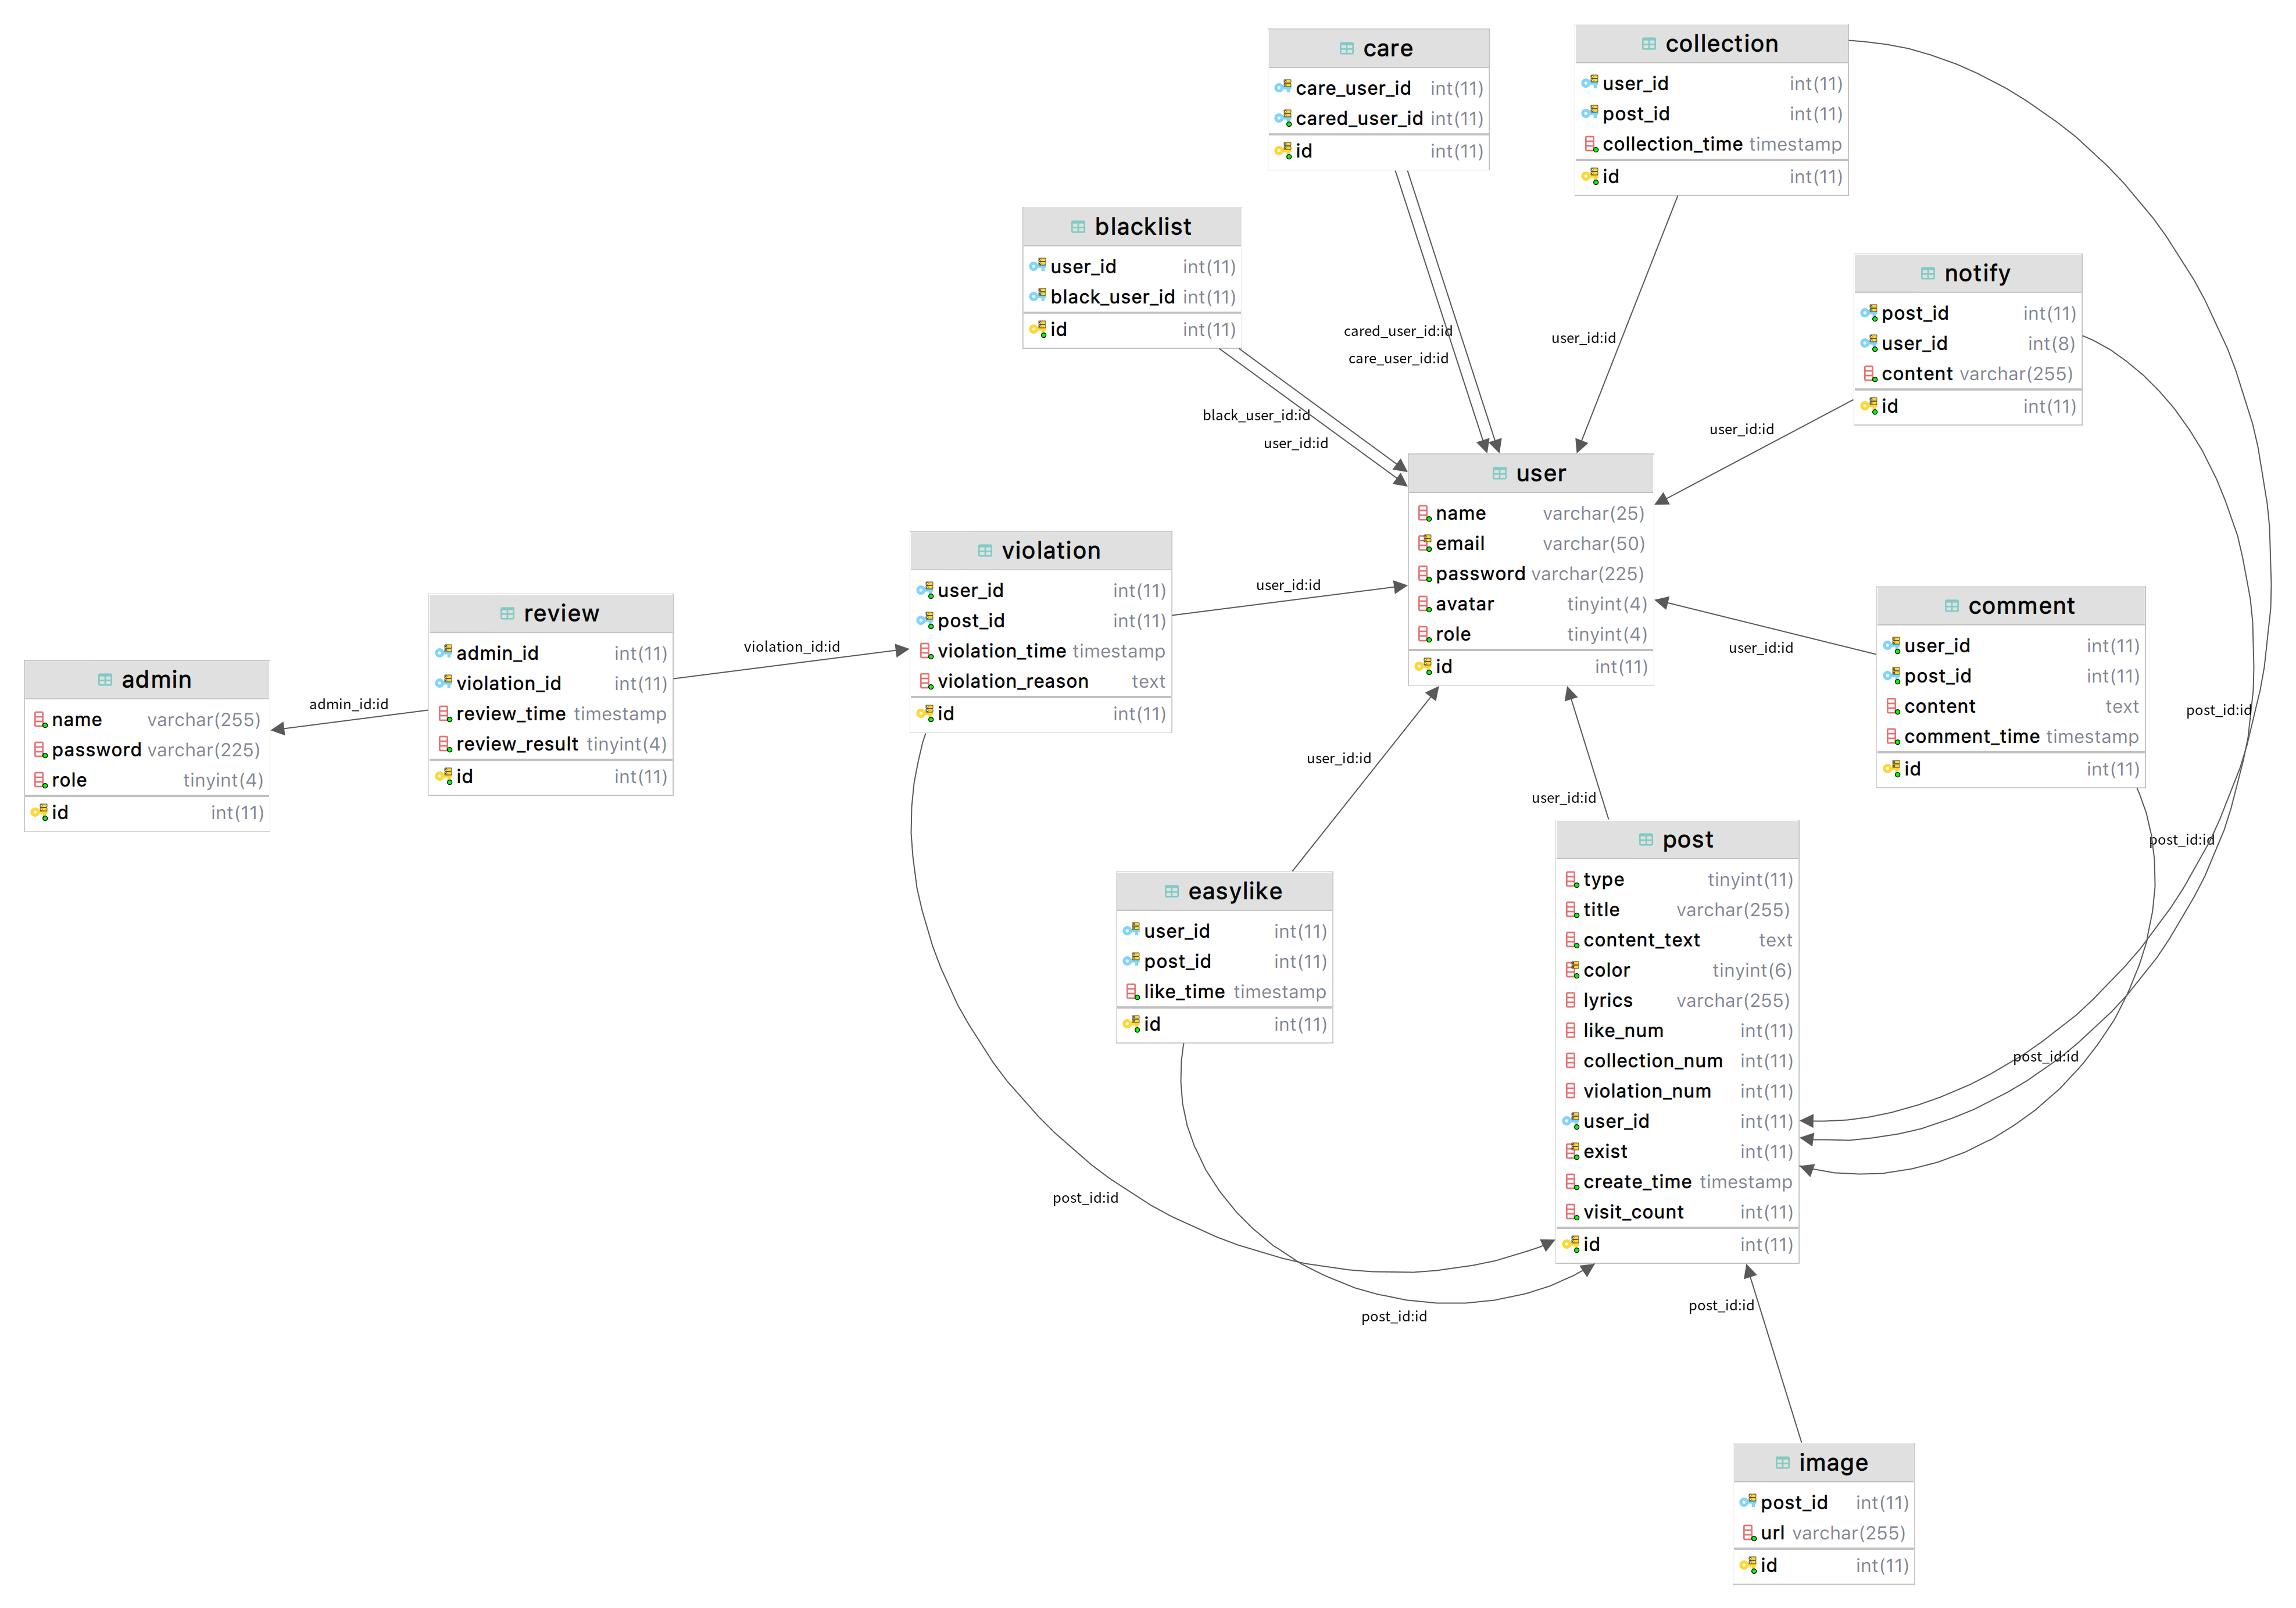 care
care_user_id int(11)
cared_user_id int(11)
id int(11)
collection
user_id int(11)
post_id int(11)
collection_time timestamp
id int(11)
blacklist
user_id int(11)
black_user_id int(11)
id int(11)
notify
post_id int(11)
user_id int(8)
content varchar(255)
id int(11)
cared_user_id:id
care_user_id:id
user_id:id
black_user_id:id
user_id:id
user_id:id
user
name varchar(25)
email varchar(50)
password varchar(225)
avatar tinyint(4)
role tinyint(4)
id int(11)
violation
user_id int(11)
post_id int(11)
violation_time timestamp
violation_reason text
id int(11)
user_id:id
review
admin_id int(11)
violation_id int(11)
review_time timestamp
review_result tinyint(4)
id int(11)
violation_id:id
admin
name varchar(255)
password varchar(225)
role tinyint(4)
id int(11)
admin_id:id
comment
user_id int(11)
post_id int(11)
content text
comment_time timestamp
id int(11)
user_id:id
post_id:id
user_id:id
user_id:id
post_id:id
post
type tinyint(11)
title varchar(255)
content_text text
color tinyint(6)
lyrics varchar(255)
like_num int(11)
collection_num int(11)
violation_num int(11)
user_id int(11)
exist int(11)
create_time timestamp
visit_count int(11)
id int(11)
easylike
user_id int(11)
post_id int(11)
like_time timestamp
id int(11)
post_id:id
post_id:id
post_id:id
post_id:id
image
post_id int(11)
url varchar(255)
id int(11)